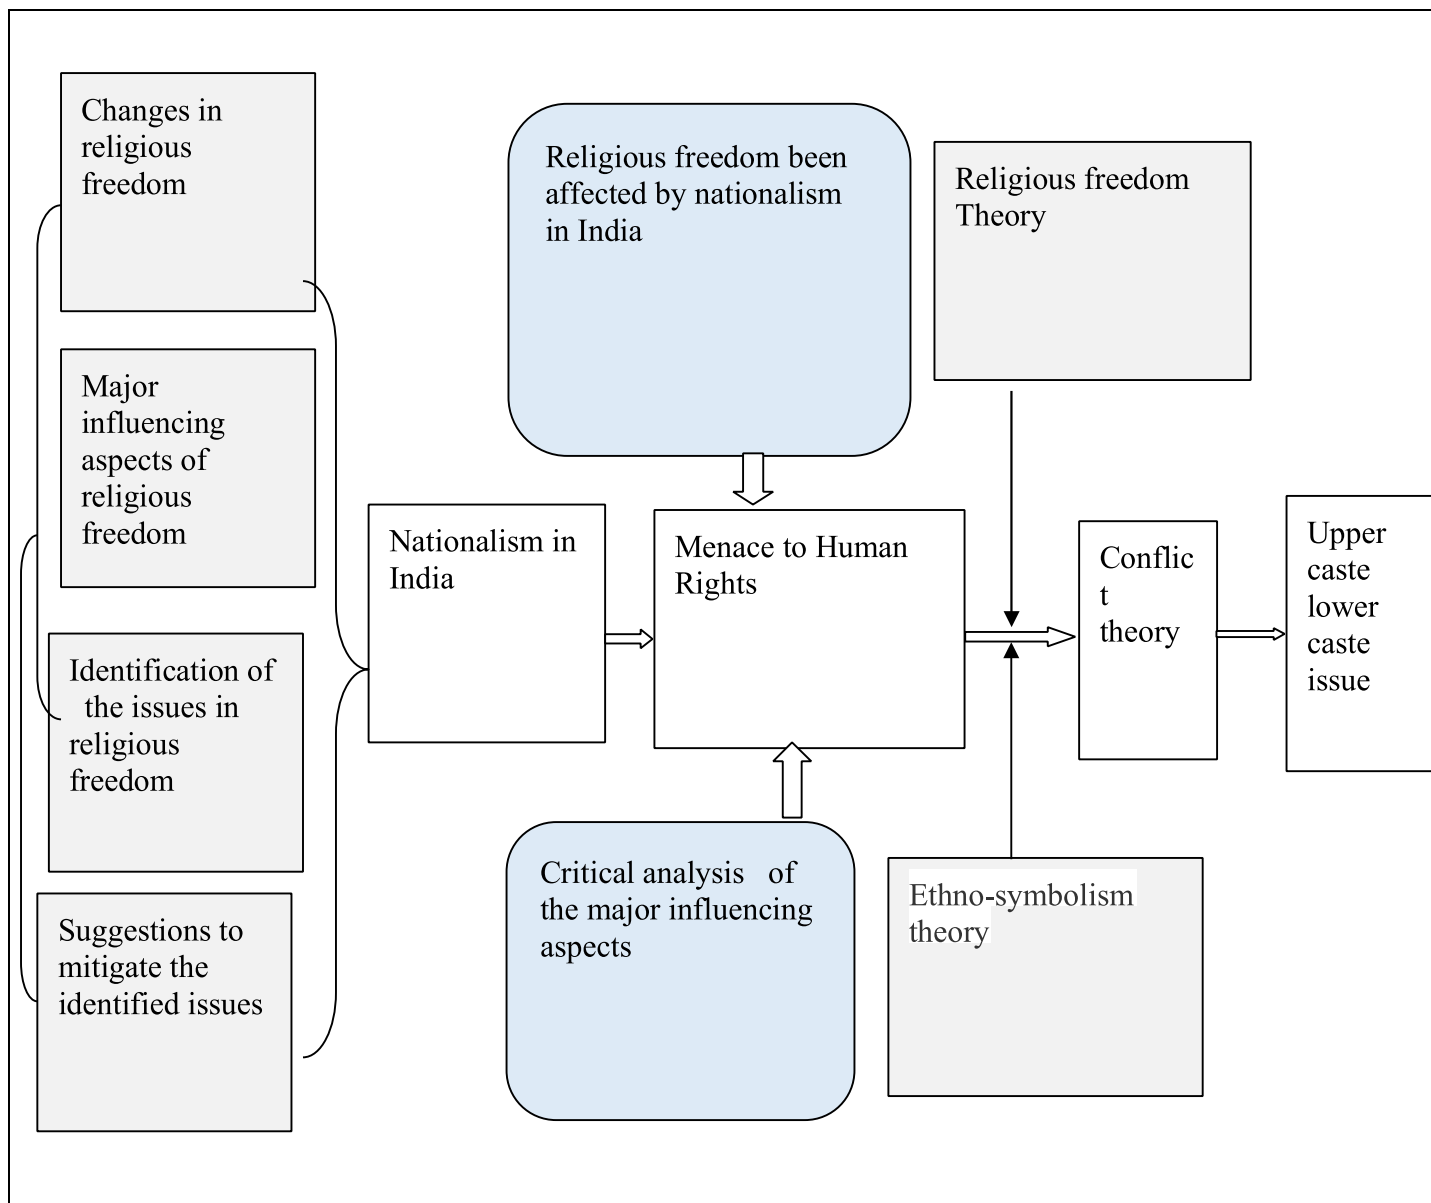 Changes in
religious
freedom
Major
influencing
aspects of
religious
freedom
Identification of
the issues in
religious
freedom
Suggestions to
mitigate the
identified issues
Nationalism in
India
Religious freedom been
affected by nationalism
in India
Menace to Human
Rights
Critical analysis of
the major influencing
aspects
Religious freedom
Theory
Ethno-symbolism
theory
Conflic
t
theory
Upper
caste
lower
caste
issue